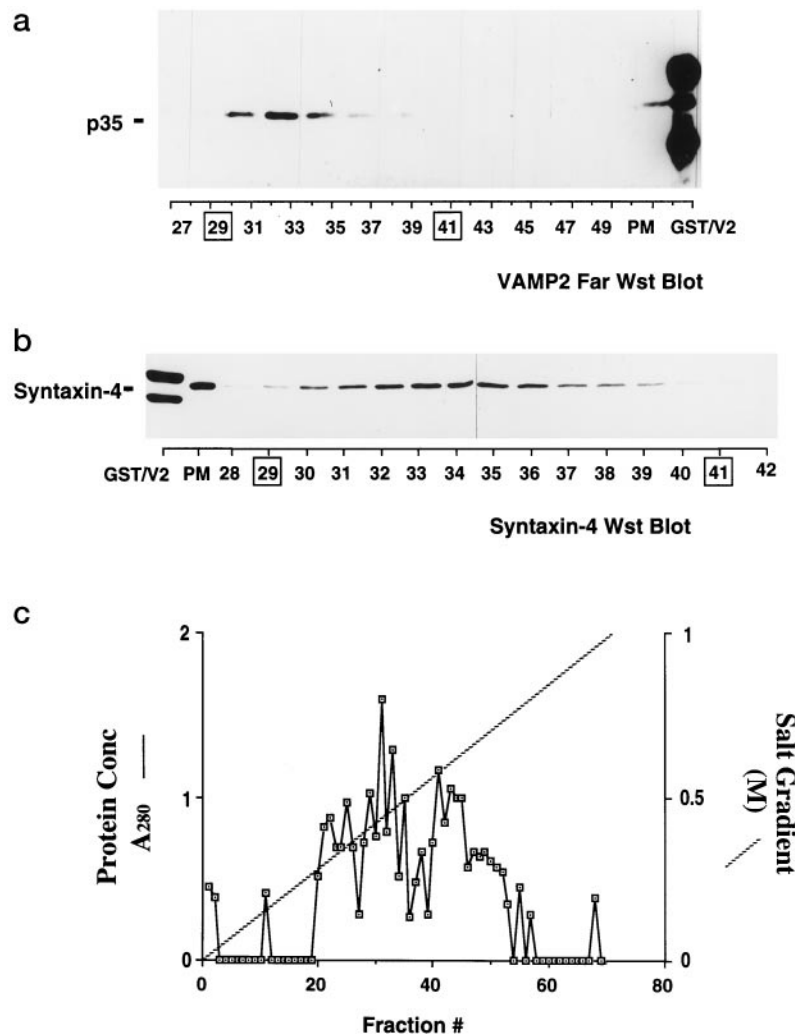 a
p35
27 29 31 33 35 37 39 41 43 45 47 49 PM GST/V2
VAMP2 Far Wst Blot
b
Syntaxin-4
GST/V2 PM 28 29 30 31 32 33 34 35 36 37 38 39 40 41 42
Syntaxin-4 Wst Blot
c
2
1
0
Protein Conc
A280
1
0.5
0
Salt Gradient
(M)
0 20 40 60 80
Fraction #